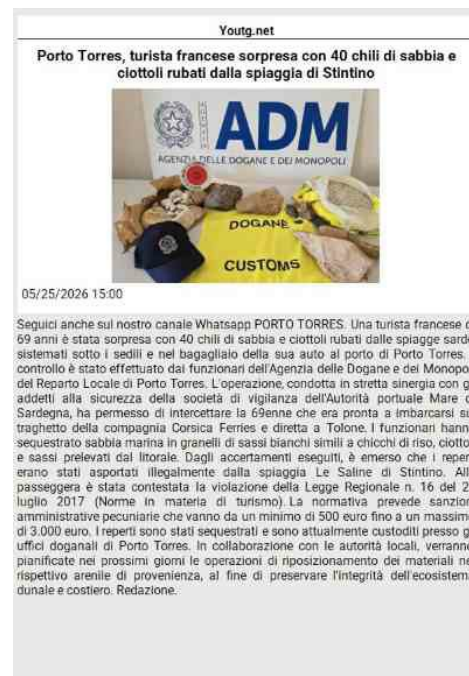 Youtg.net
Porto Torres, turista francese sorpresa con 40 chili di sabbia e
ciottoli rubati dalla spiaggia di Stintino
ADM
AGENZIA DELLE DOGANE E DEI MONOPOLI
DOGANE
CUSTOMS
05/25/2026 15:00
Seguici anche sul nostro canale Whatsapp PORTO TORRES. Una turista francese d
69 anni è stata sorpresa con 40 chili di sabbia e ciottoli rubati dalle spiagge sard
sistemati sotto i sedili e nel bagagliaio della sua auto al porto di Porto Torres.
controllo è stato effettuato dai funzionari dell'Agenzia delle Dogane e dei Monopo
del Reparto Locale di Porto Torres. L'operazione, condotta in stretta sinergia con g
addetti alla sicurezza della società di vigilanza dell'Autorità portuale Mare d
Sardegna, ha permesso di intercettare la 69enne che era pronta a imbarcarsi su
traghetto della compagnia Corsica Ferries e diretta a Tolone. I funzionari hann
sequestrato sabbia marina in granelli di sassi bianchi simili a chicchi di riso, ciotto
e sassi prelevati dal litorale. Dagli accertamenti eseguiti, è emerso che i reper
erano stati asportati illegalmente dalla spiaggia Le Saline di Stintino. All
passeggera è stata contestata la violazione della Legge Regionale n. 16 del 2
luglio 2017 (Norme in materia di turismo). La normativa prevede sanzion
amministrative pecuniarie che vanno da un minimo di 500 euro fino a un massim
di 3.000 euro. I reperti sono stati sequestrati e sono attualmente custoditi presso g
uffici doganali di Porto Torres. In collaborazione con le autorità locali, verrann
pianificate nei prossimi giorni le operazioni di riposizionamento dei materiali ne
rispettivo arenile di provenienza, al fine di preservare l'integrità dell'ecosistem
dunale e costiero. Redazione.